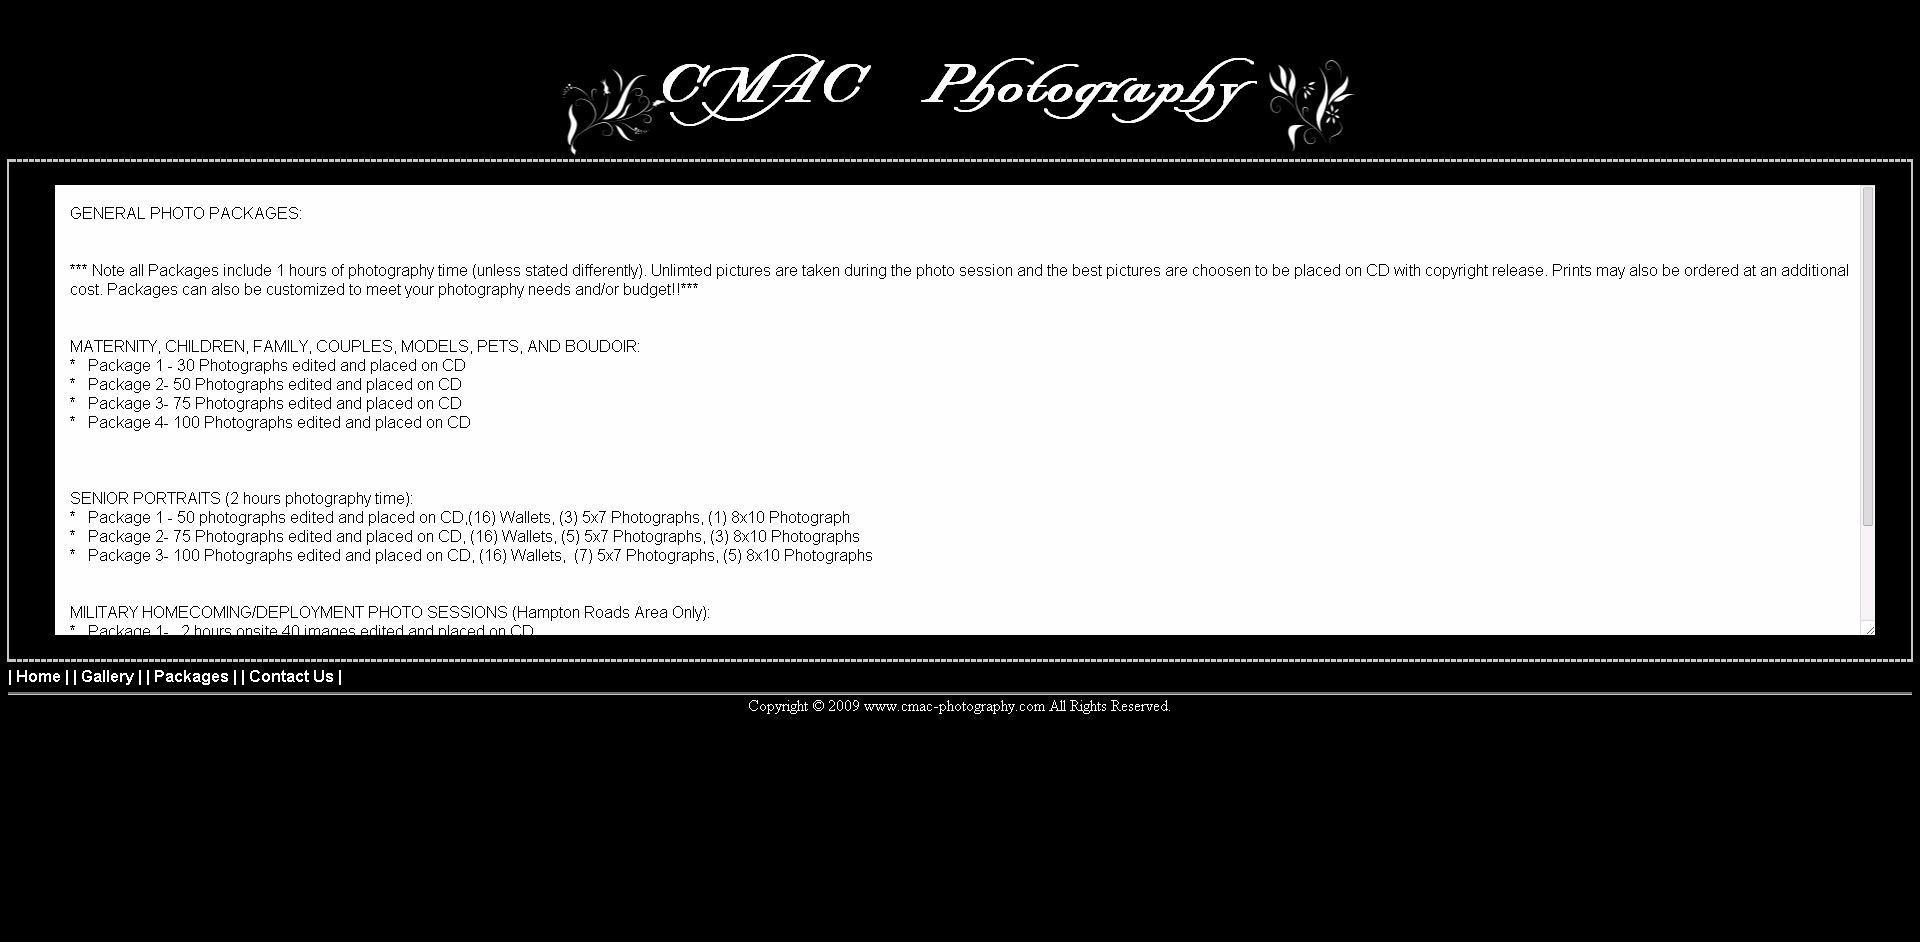 CMAC Photography
GENERAL PHOTO PACKAGES:
*** Note all Packages include 1 hours of photography time (unless stated differently). Unlimted pictures are taken during the photo session and the best pictures are choosen to be placed on CD with copyright release. Prints may also be ordered at an additional
cost. Packages can also be customized to meet your photography needs and/or budget!!***
MATERNITY, CHILDREN, FAMILY, COUPLES, MODELS, PETS, AND BOUDOIR:
* Package 1 - 30 Photographs edited and placed on CD
* Package 2- 50 Photographs edited and placed on CD
* Package 3- 75 Photographs edited and placed on CD
* Package 4- 100 Photographs edited and placed on CD
SENIOR PORTRAITS (2 hours photography time):
* Package 1 - 50 photographs edited and placed on CD,(16) Wallets, (3) 5x7 Photographs, (1) 8x10 Photograph
* Package 2- 75 Photographs edited and placed on CD, (16) Wallets, (5) 5x7 Photographs, (3) 8x10 Photographs
* Package 3- 100 Photographs edited and placed on CD, (16) Wallets, (7) 5x7 Photographs, (5) 8x10 Photographs
MILITARY HOMECOMING/DEPLOYMENT PHOTO SESSIONS (Hampton Roads Area Only):
* Package 1- 2 hours onsite 40 images edited and placed on CD
| Home | | Gallery | | Packages | | Contact Us |
Copyright © 2009 www.cmac-photography.com All Rights Reserved.